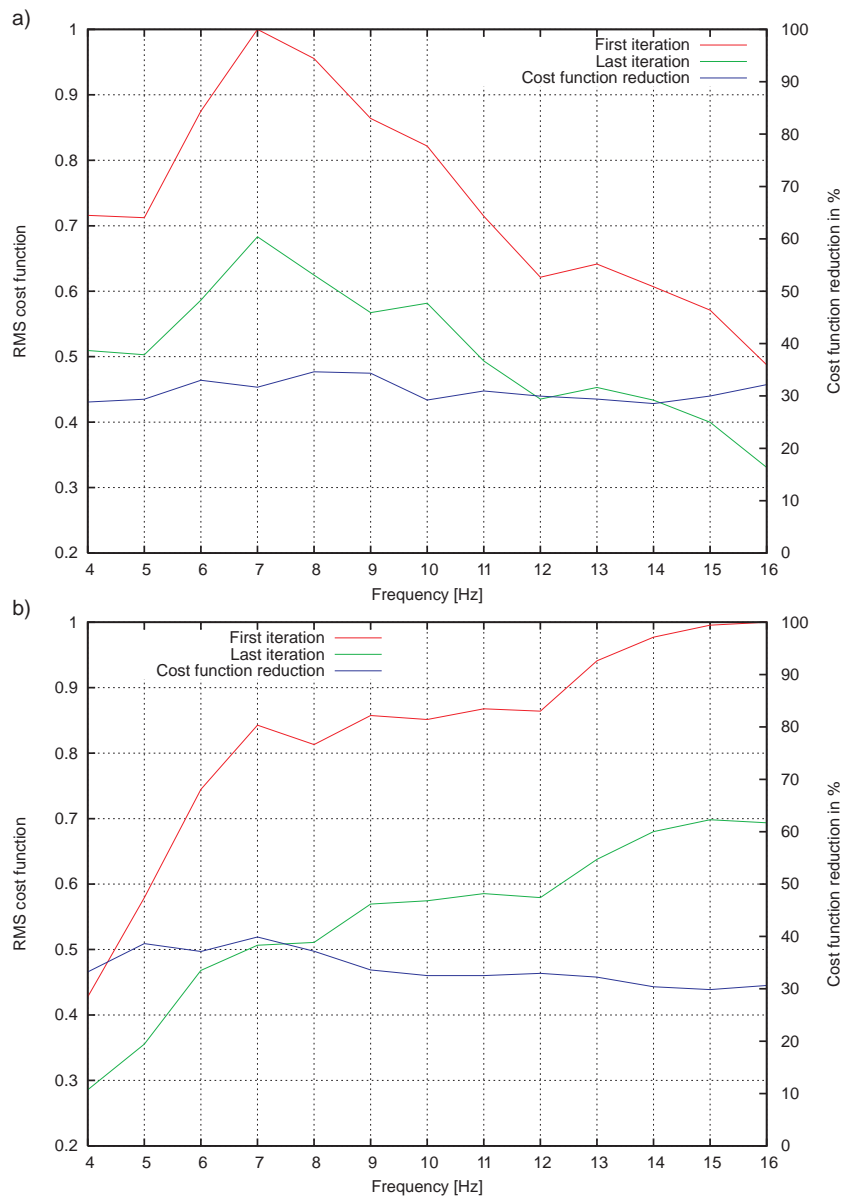 a)
1
0.9
0.8
0.7
0.6
0.5
0.4
0.3
0.2
100
90
80
70
60
50
40
30
20
10
0
4 5 6 7 8 9 10 11 12 13 14 15 16
RMS cost function
Cost function reduction in %
Frequency [Hz]
First iteration
Last iteration
Cost function reduction
b)
1
0.9
0.8
0.7
0.6
0.5
0.4
0.3
0.2
100
90
80
70
60
50
40
30
20
10
0
4 5 6 7 8 9 10 11 12 13 14 15 16
RMS cost function
Cost function reduction in %
Frequency [Hz]
First iteration
Last iteration
Cost function reduction